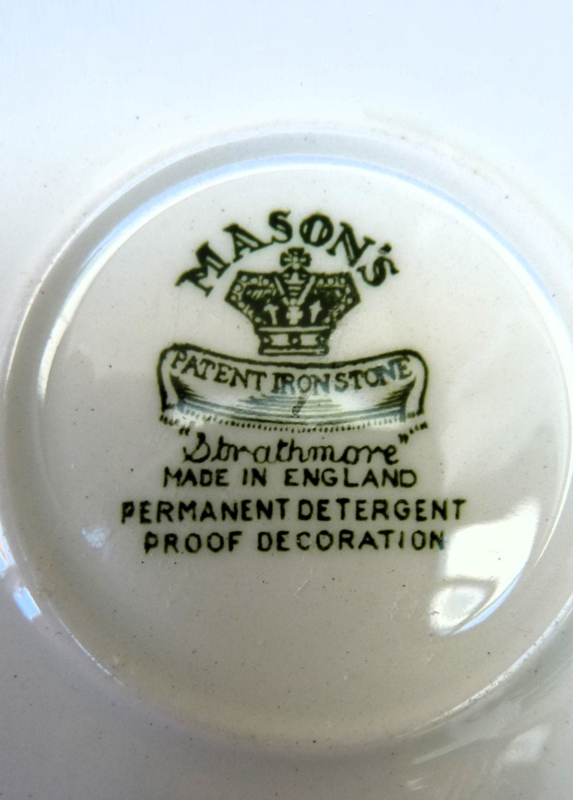 MASON'S
PATENT IRONSTONE
"Strathmore"
MADE IN ENGLAND
PERMANENT DETERGENT
PROOF DECORATION